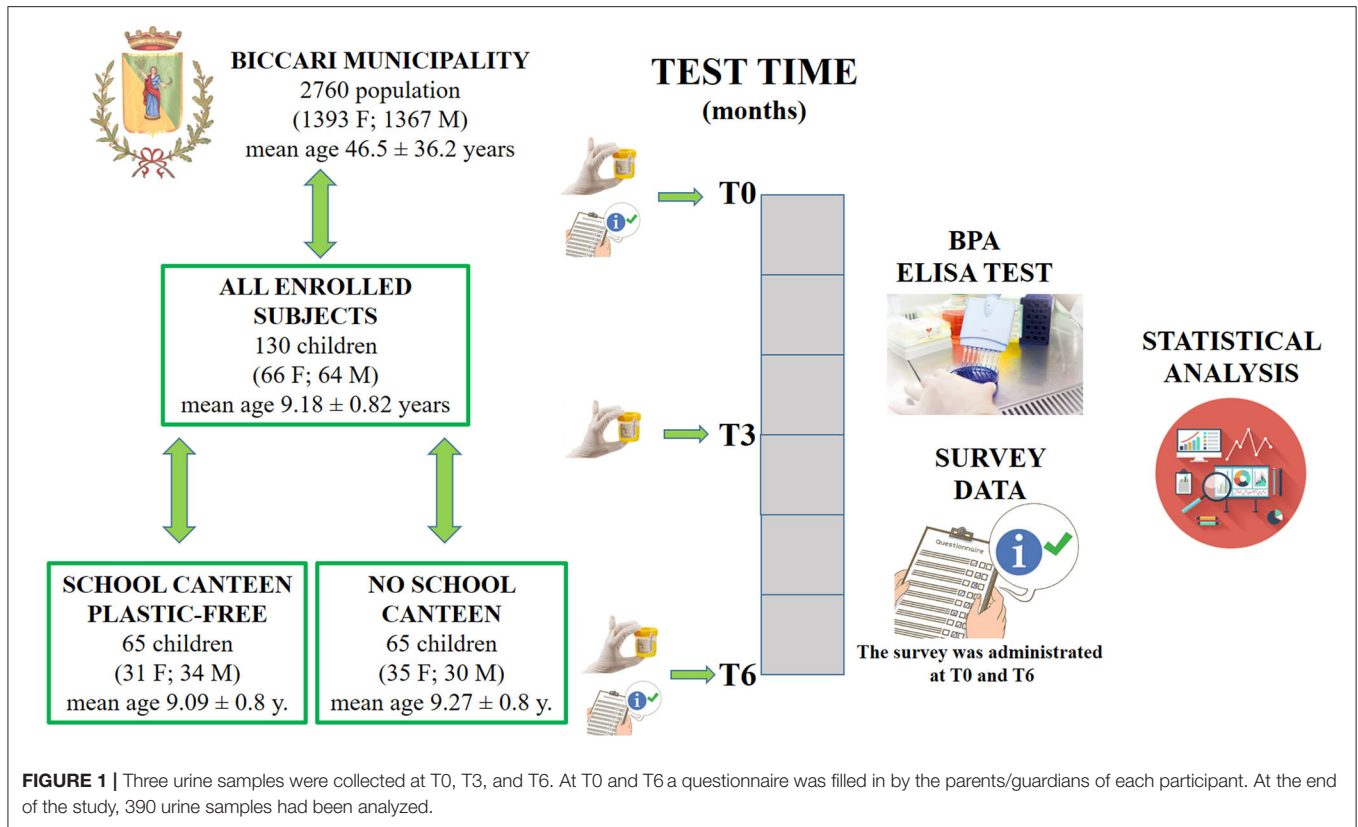 BICCARI MUNICIPALITY
2760 population
(1393 F; 1367 M)
mean age 46.5 ± 36.2 years
ALL ENROLLED
SUBJECTS
130 children
(66 F; 64 M)
mean age 9.18 ± 0.82 years
SCHOOL CANTEEN
PLASTIC-FREE
65 children
(31 F; 34 M)
mean age 9.09 ± 0.8 y.
NO SCHOOL
CANTEEN
65 children
(35 F; 30 M)
mean age 9.27 ± 0.8 y.
TEST TIME
(months)
T0
T3
T6
BPA
ELISA TEST
SURVEY
DATA
Questionnaire
The survey was administrated
at T0 and T6
STATISTICAL
ANALYSIS
FIGURE 1 | Three urine samples were collected at T0, T3, and T6. At T0 and T6 a questionnaire was filled in by the parents/guardians of each participant. At the end
of the study, 390 urine samples had been analyzed.